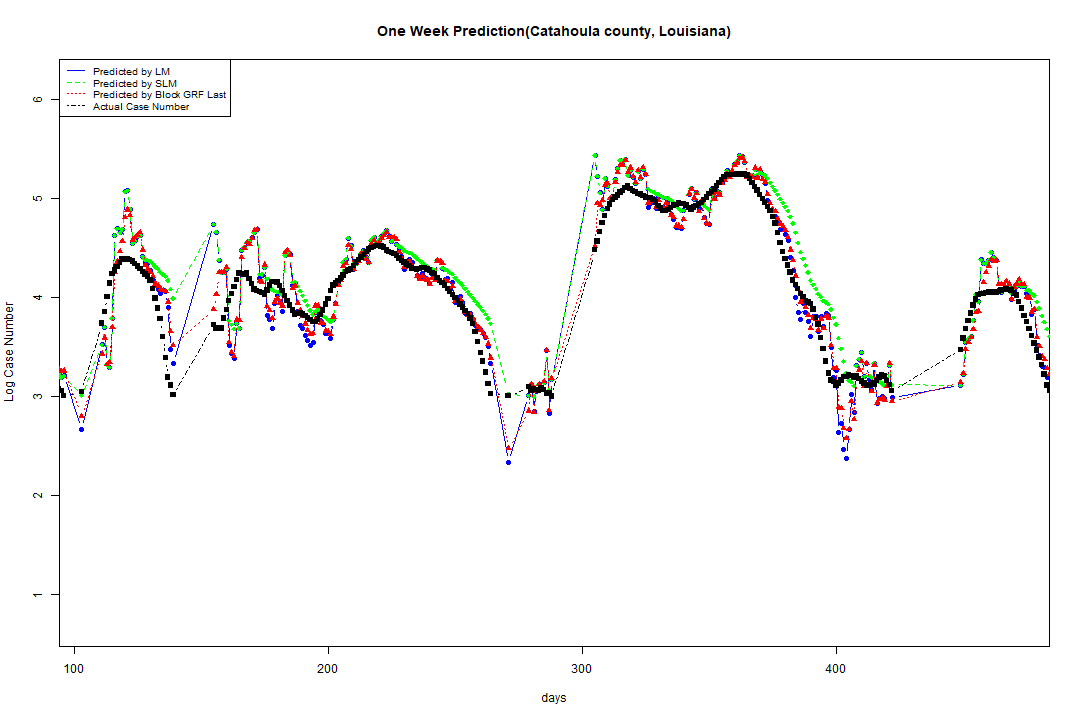 One Week Prediction(Catahoula county, Louisiana)
Predicted by LM
Predicted by SLM
Predicted by Block GRF Last
Actual Case Number
6
5
4
3
2
1
Log Case Number
100 200 300 400
days